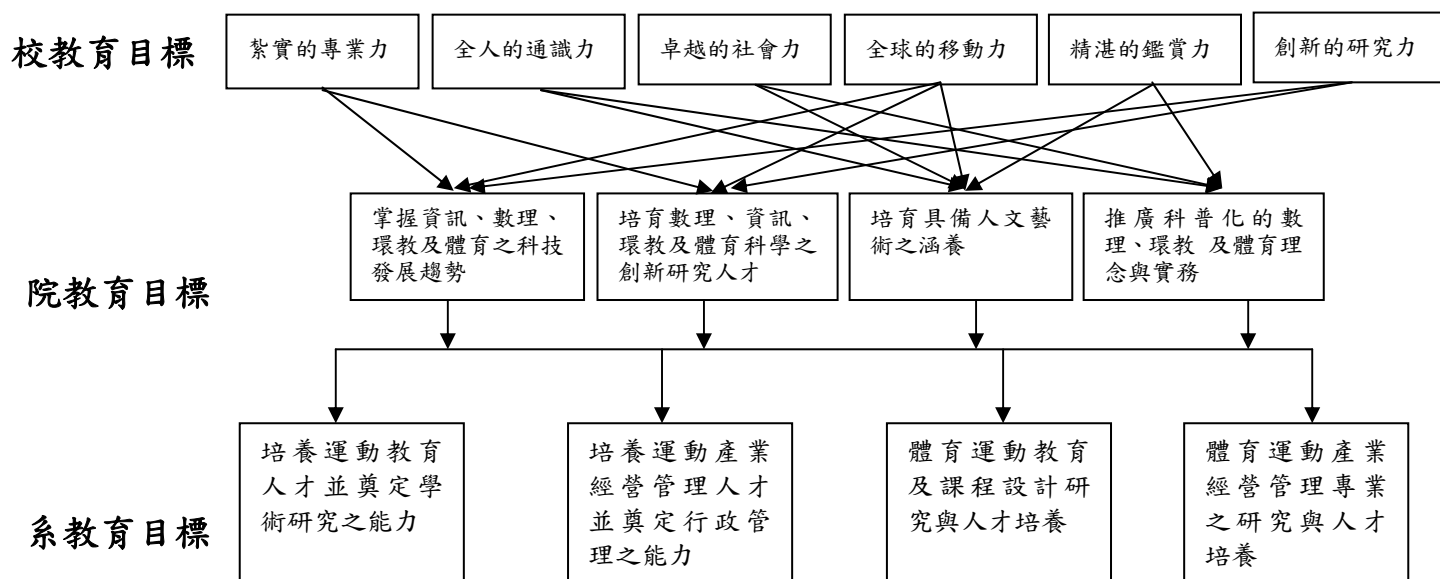 校教育目標
紮實的專業力
全人的通識力
卓越的社會力
全球的移動力
精湛的鑑賞力
創新的研究力
院教育目標
掌握資訊、數理、
環教及體育之科技
發展趨勢
培育數理、資訊、
環教及體育科學之
創新研究人才
培育具備人文藝
術之涵養
推廣科普化的數
理、環教 及體育理
念與實務
系教育目標
培養運動教育
人才並奠定學
術研究之能力
培養運動產業
經營管理人才
並奠定行政管
理之能力
體育運動教育
及課程設計研
究與人才培養
體育運動產業
經營管理專業
之研究與人才
培養